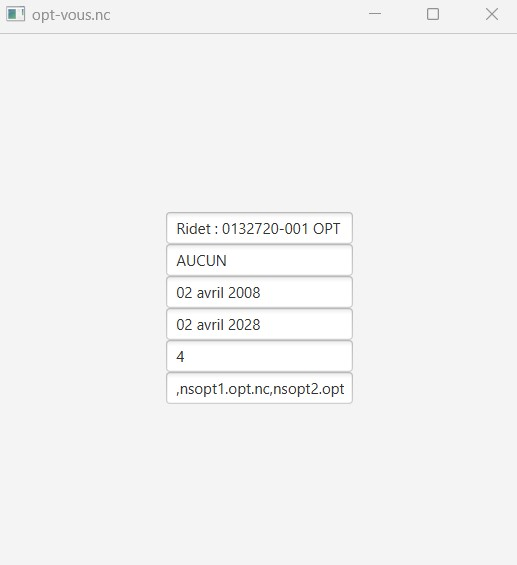 opt-vous.nc
Ridet : 0132720-001 OPT
AUCUN
02 avril 2008
02 avril 2028
4
,nsopt1.opt.nc,nsopt2.opt